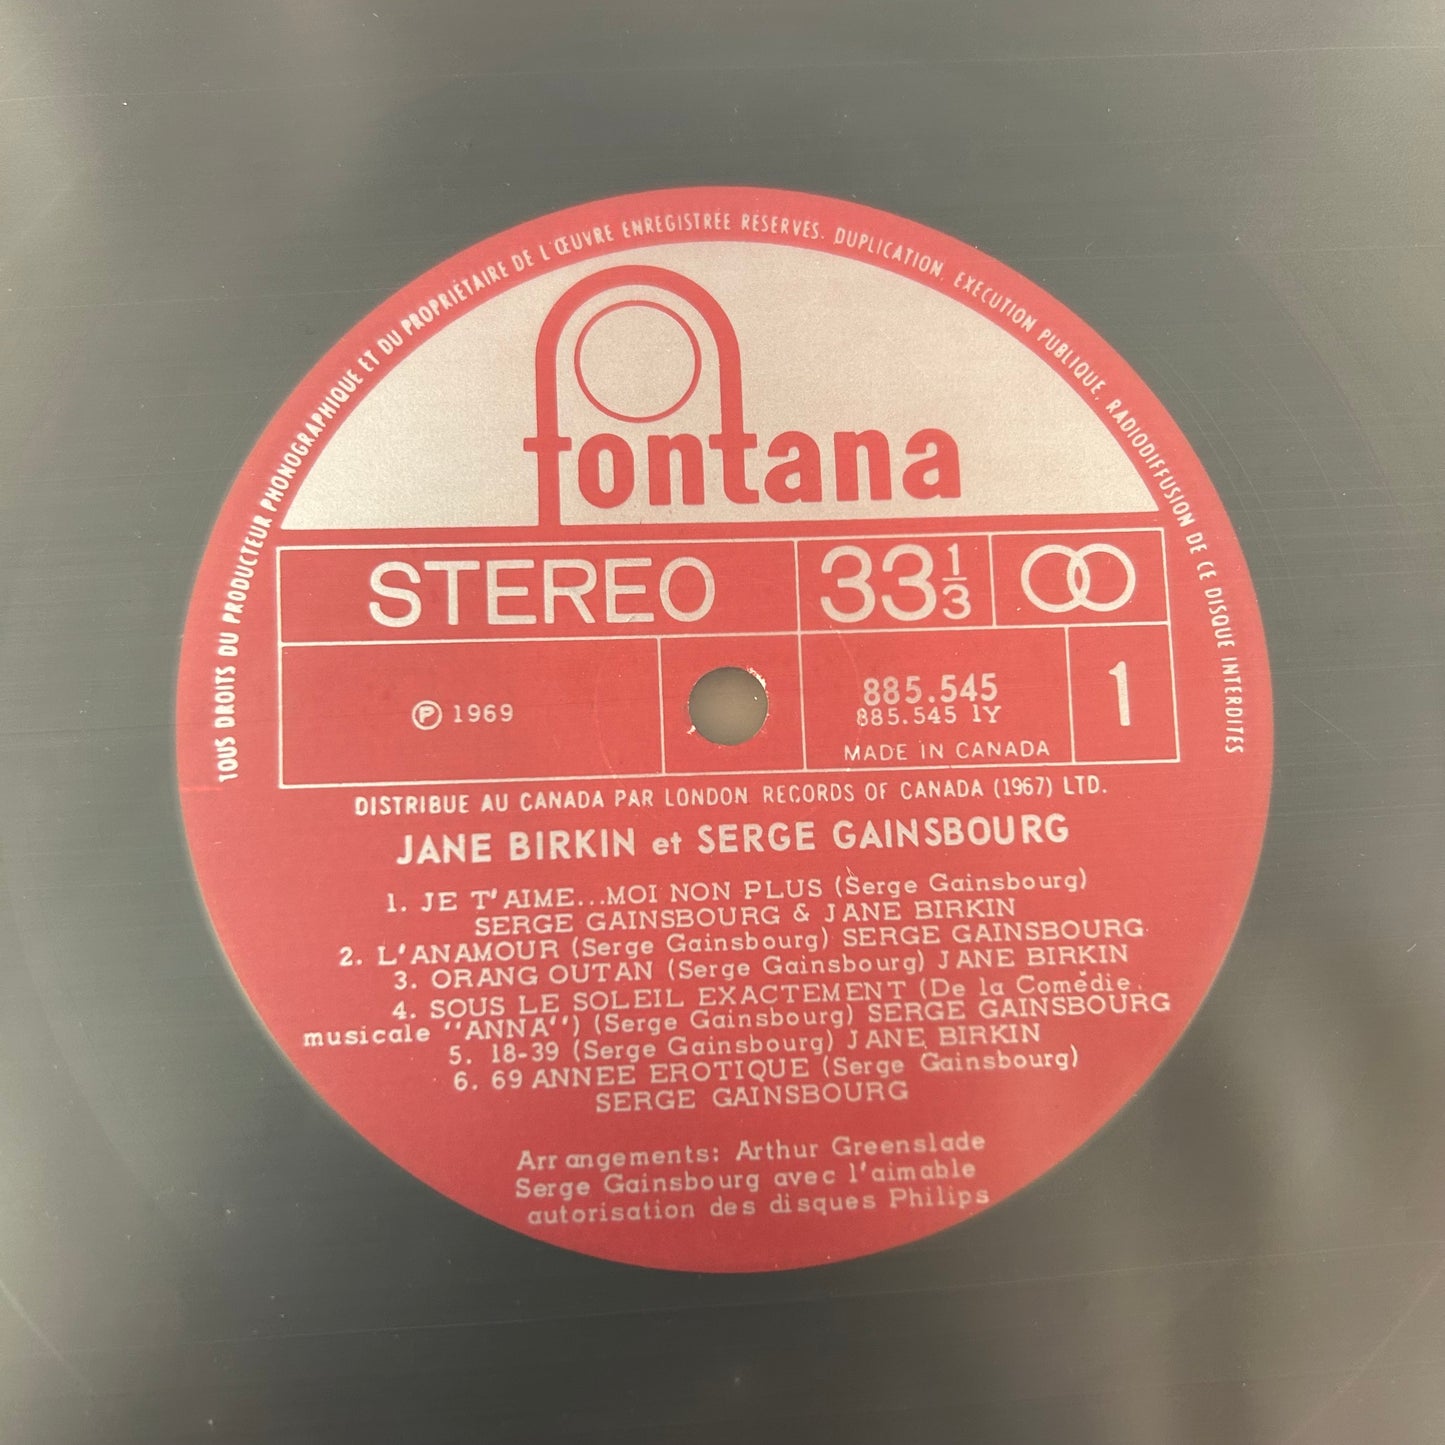 TOUS DROITS DU PRODUCTEUR PHONOGRAPHIQUE ET DU PROPRIÉTAIRE DE L'ŒUVRE ENREGISTRÉE RÉSERVÉS. DUPLICATION, EXÉCUTION PUBLIQUE, RADIODIFFUSION DE CE DISQUE INTERDITES
fontana
STEREO 33 1/3
℗ 1969
885.545
885.545 1Y
MADE IN CANADA
1
DISTRIBUE AU CANADA PAR LONDON RECORDS OF CANADA (1967) LTD.
JANE BIRKIN et SERGE GAINSBOURG
1. JE T'AIME...MOI NON PLUS (Serge Gainsbourg)
SERGE GAINSBOURG & JANE BIRKIN
2. L'ANAMOUR (Serge Gainsbourg) SERGE GAINSBOURG
3. ORANG OUTAN (Serge Gainsbourg) JANE BIRKIN
4. SOUS LE SOLEIL EXACTEMENT (De la Comédie
musicale "ANNA") (Serge Gainsbourg) SERGE GAINSBOURG
5. 18-39 (Serge Gainsbourg) JANE BIRKIN
6. 69 ANNEE EROTIQUE (Serge Gainsbourg)
SERGE GAINSBOURG
Arrangements: Arthur Greenslade
Serge Gainsbourg avec l'aimable
autorisation des disques Philips